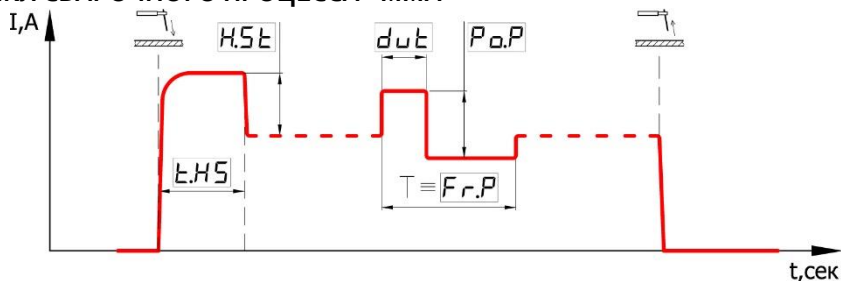 I,A
H.St
dut
Po.P
t.HS
T ≡ Fr.P
t,сек